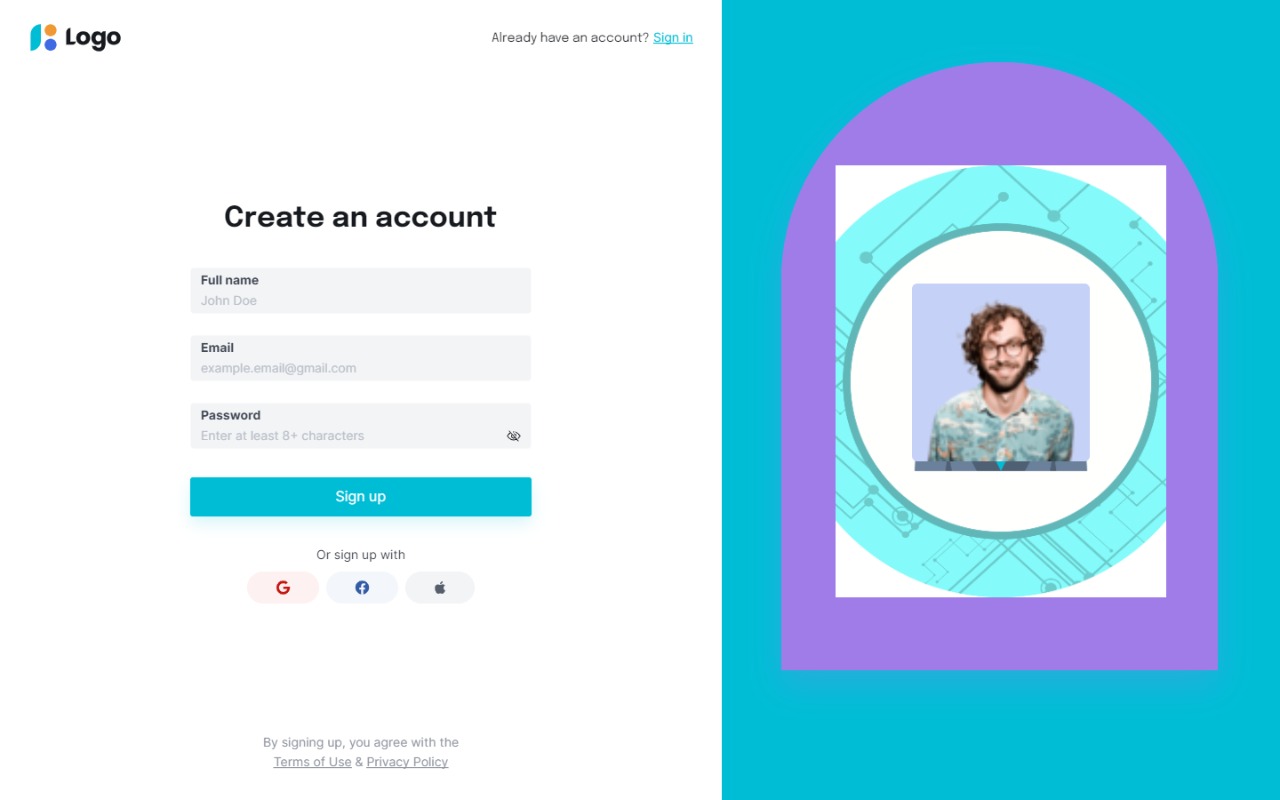 Logo
Already have an account? Sign in
Create an account
Full name
John Doe
Email
example.email@gmail.com
Password
Enter at least 8+ characters
Sign up
Or sign up with
By signing up, you agree with the
Terms of Use & Privacy Policy